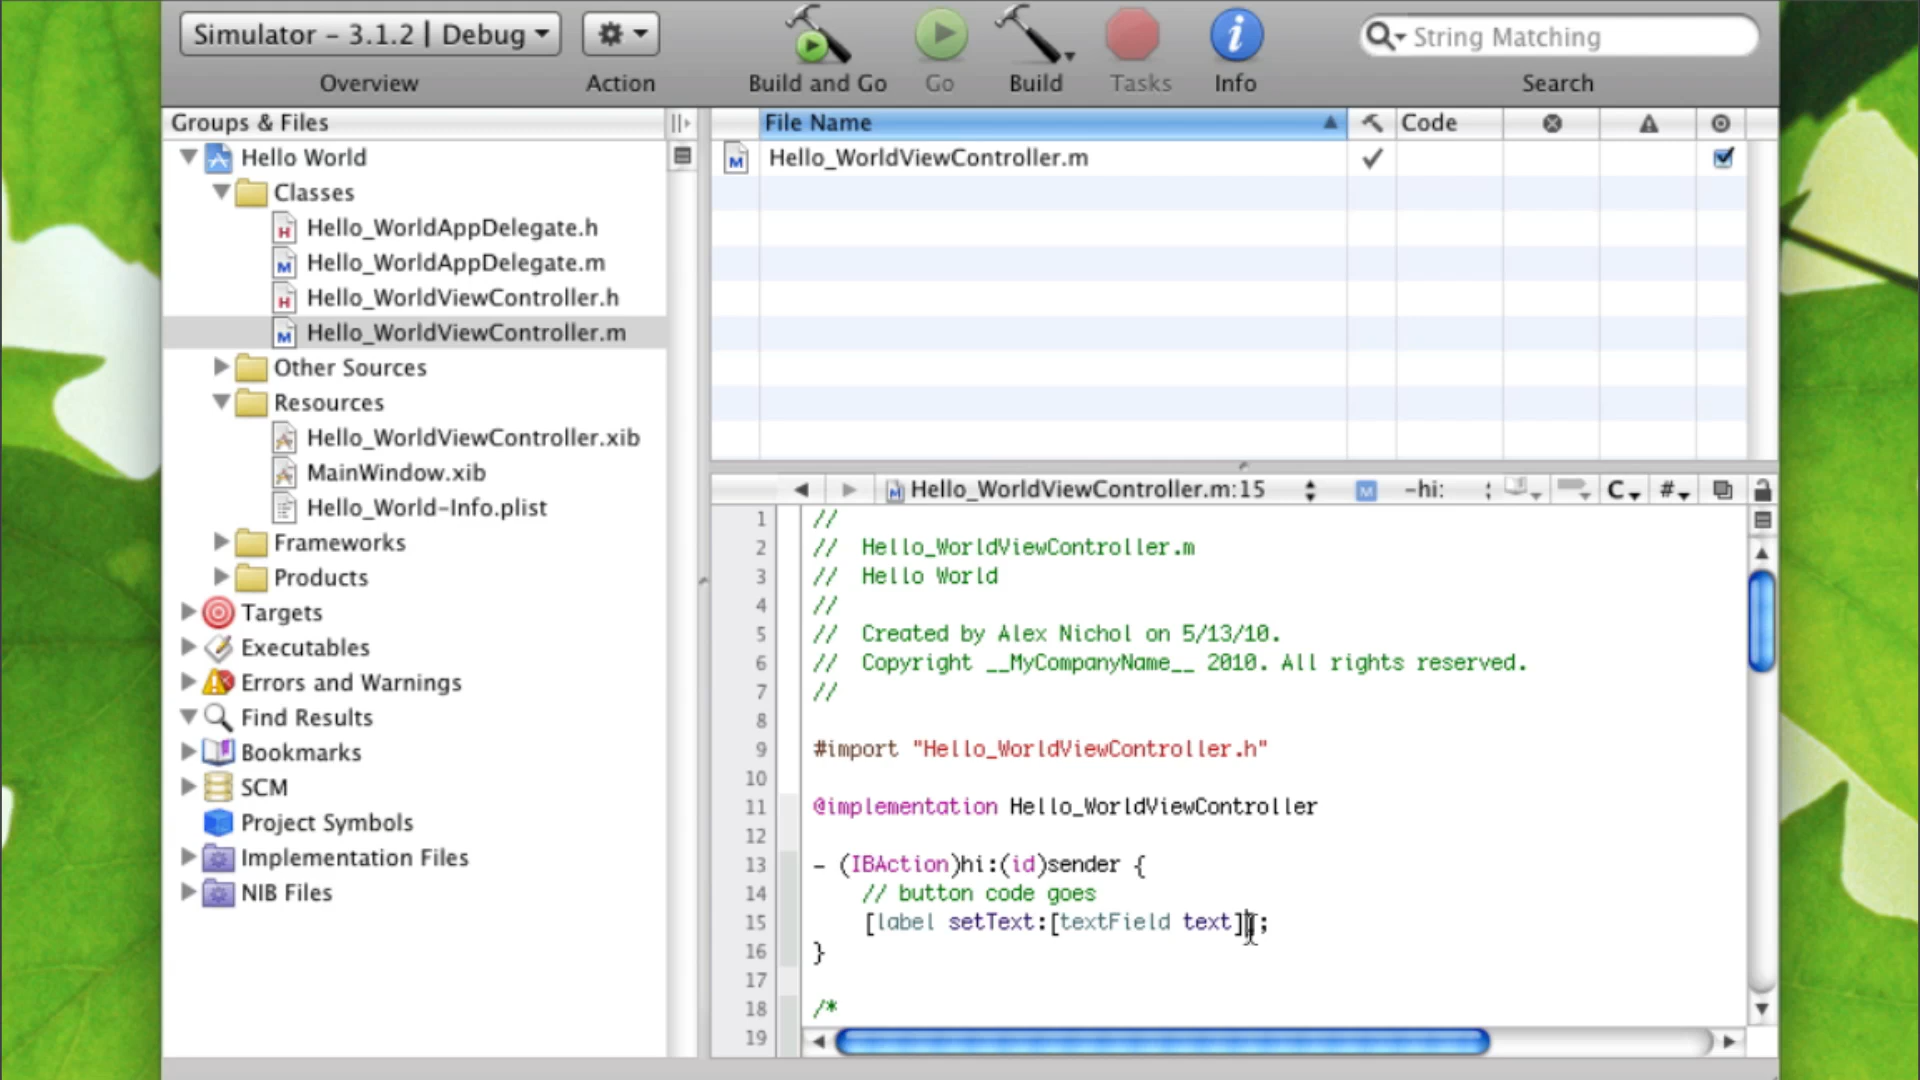 Simulator - 3.1.2 | Debug
String Matching
Overview
Action
Build and Go
Go
Build
Tasks
Info
Search
Groups & Files
File Name
Code
Hello World
Hello_WorldViewController.m
Classes
Hello_WorldAppDelegate.h
Hello_WorldAppDelegate.m
Hello_WorldViewController.h
Hello_WorldViewController.m
Other Sources
Resources
Hello_WorldViewController.xib
MainWindow.xib
Hello_World-Info.plist
Frameworks
Products
Targets
Executables
Errors and Warnings
Find Results
Bookmarks
SCM
Project Symbols
Implementation Files
NIB Files
Hello_WorldViewController.m:15
M
-hi:
C
#
1 //
2 // Hello_WorldViewController.m
3 // Hello World
4 //
5 // Created by Alex Nichol on 5/13/10.
6 // Copyright __MyCompanyName__ 2010. All rights reserved.
7 //
8
9 #import "Hello_WorldViewController.h"
10
11 @implementation Hello_WorldViewController
12
13 - (IBAction)hi:(id)sender {
14 // button code goes
15 [label setText:[textField text]];
16 }
17
18 /*
19